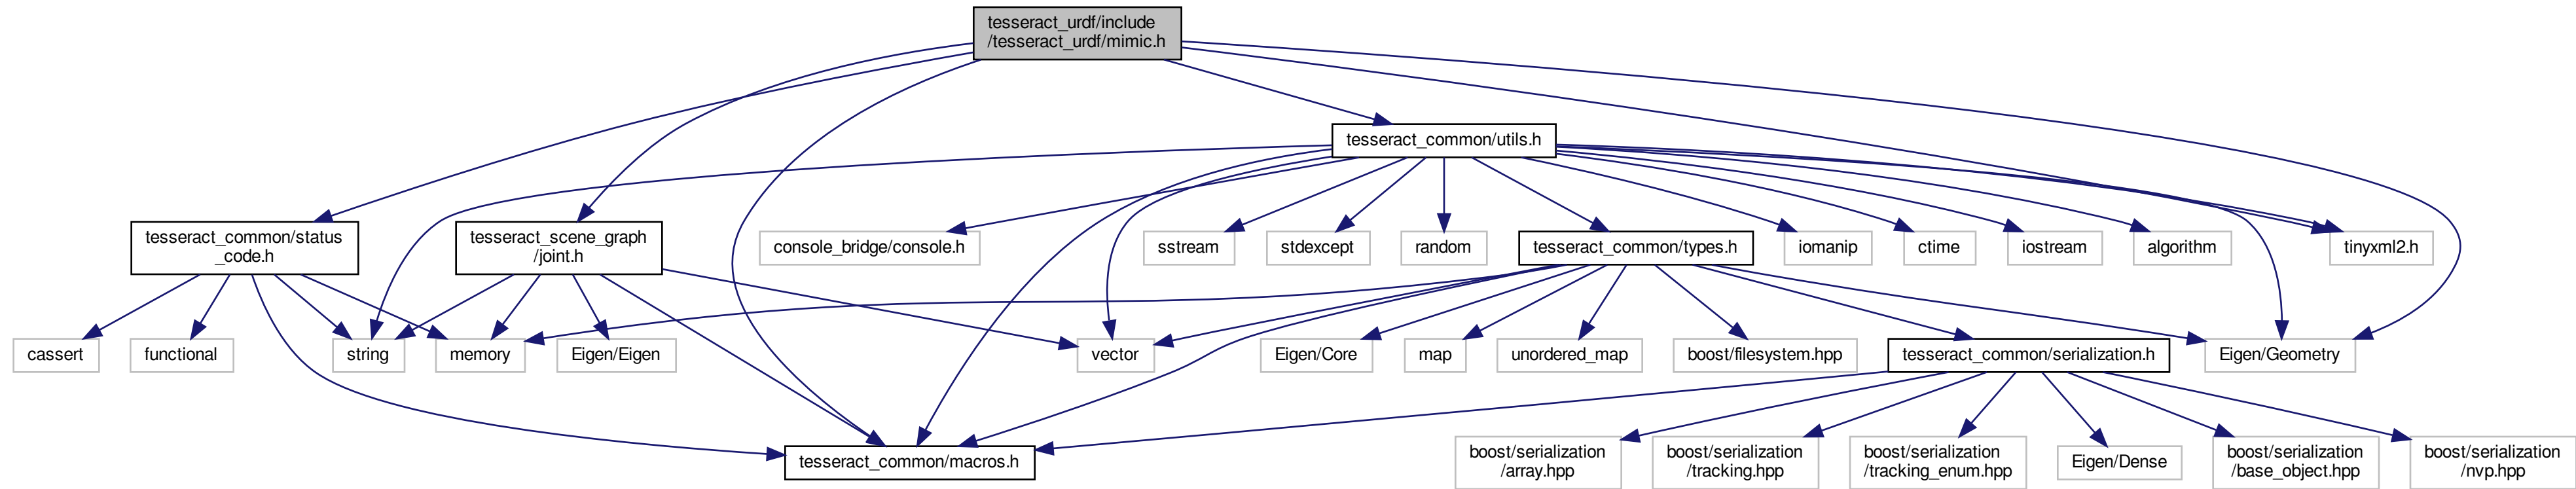 tesseract_urdf/include
/tesseract_urdf/mimic.h
tesseract_common/utils.h
tesseract_common/status
_code.h
tesseract_scene_graph
/joint.h
console_bridge/console.h
sstream
stdexcept
random
tesseract_common/types.h
iomanip
ctime
iostream
algorithm
tinyxml2.h
cassert
functional
string
memory
Eigen/Eigen
vector
Eigen/Core
map
unordered_map
boost/filesystem.hpp
tesseract_common/serialization.h
Eigen/Geometry
tesseract_common/macros.h
boost/serialization
/array.hpp
boost/serialization
/tracking.hpp
boost/serialization
/tracking_enum.hpp
Eigen/Dense
boost/serialization
/base_object.hpp
boost/serialization
/nvp.hpp